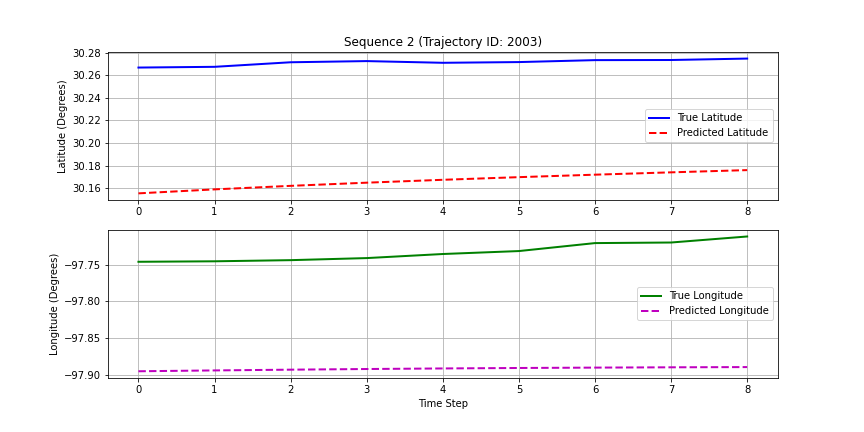 Sequence 2 (Trajectory ID: 2003)
Latitude (Degrees)
30.28
30.26
30.24
30.22
30.20
30.18
30.16
True Latitude
Predicted Latitude
0 1 2 3 4 5 6 7 8
Longitude (Degrees)
−97.75
−97.80
−97.85
−97.90
True Longitude
Predicted Longitude
0 1 2 3 4 5 6 7 8
Time Step